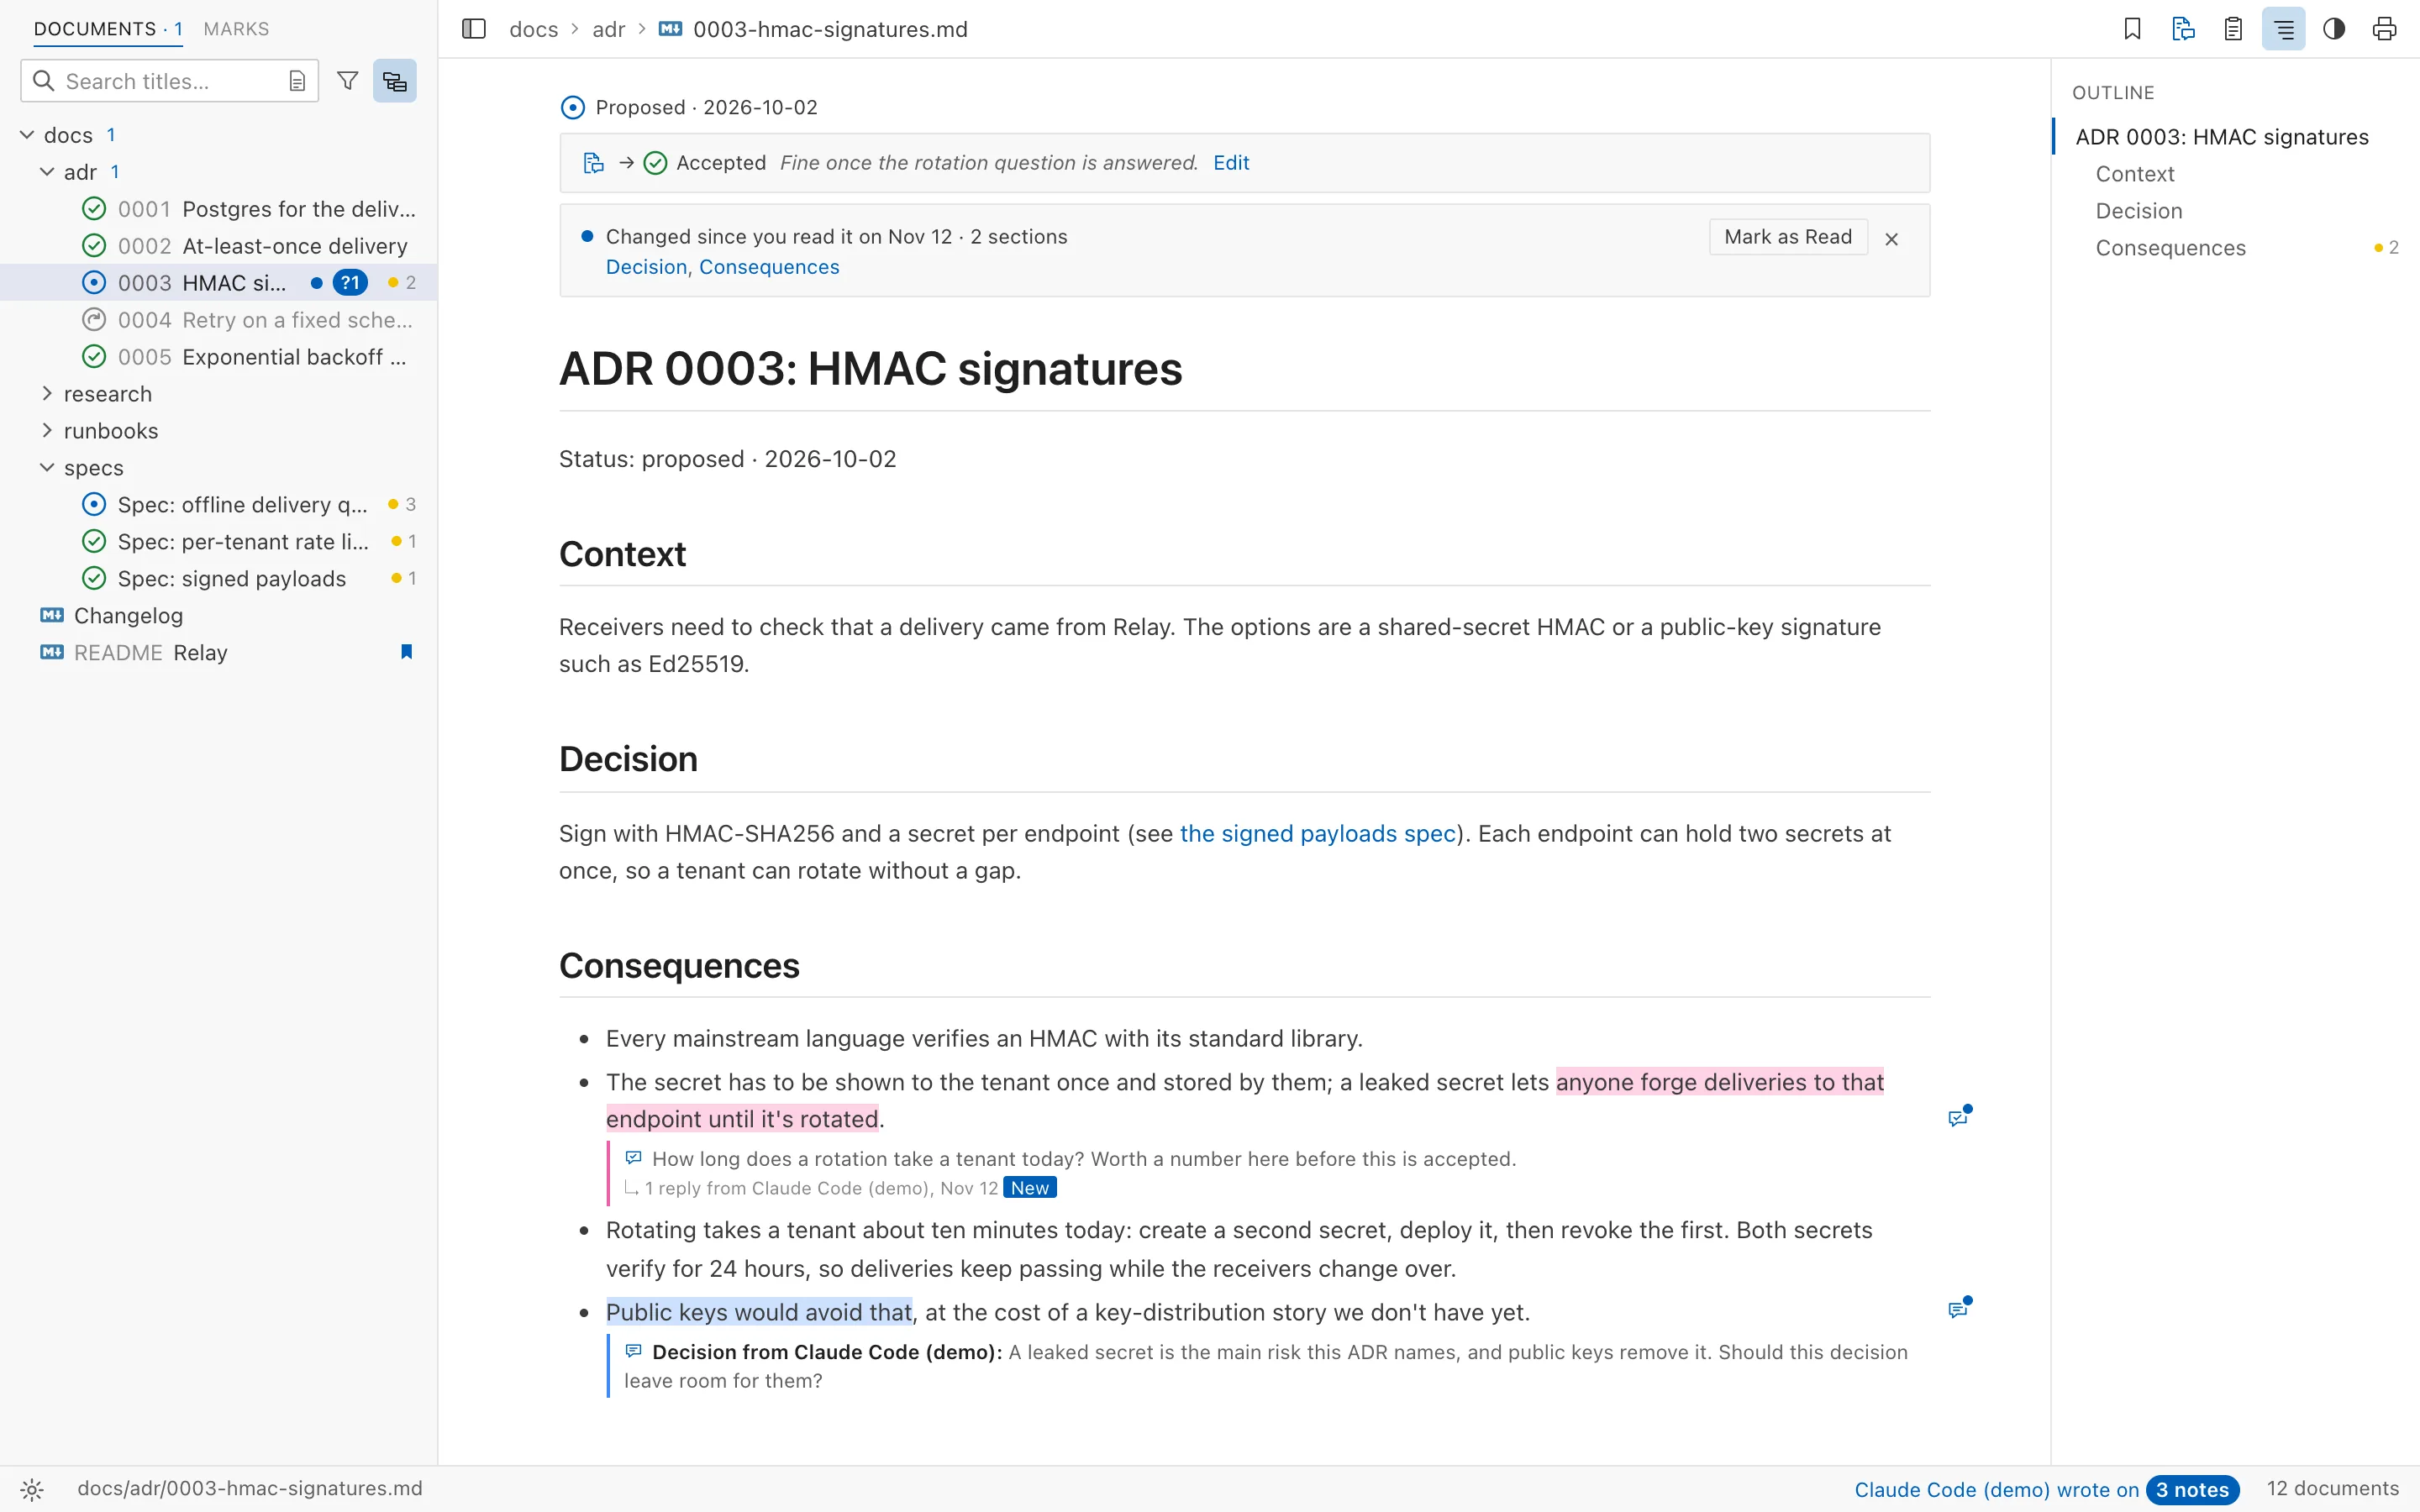 DOCUMENTS · 1 MARKS
Search titles...
docs 1
adr 1
0001 Postgres for the deliv...
0002 At-least-once delivery
0003 HMAC si... ?1 2
0004 Retry on a fixed sche...
0005 Exponential backoff ...
research
runbooks
specs
Spec: offline delivery q... 3
Spec: per-tenant rate li... 1
Spec: signed payloads 1
M↓ Changelog
M↓ README Relay
docs > adr > M↓ 0003-hmac-signatures.md
Proposed · 2026-10-02
→ Accepted Fine once the rotation question is answered. Edit
Changed since you read it on Nov 12 · 2 sections
Decision, Consequences
Mark as Read ×
ADR 0003: HMAC signatures
Status: proposed · 2026-10-02
Context
Receivers need to check that a delivery came from Relay. The options are a shared-secret HMAC or a public-key signature
such as Ed25519.
Decision
Sign with HMAC-SHA256 and a secret per endpoint (see the signed payloads spec). Each endpoint can hold two secrets at
once, so a tenant can rotate without a gap.
Consequences
• Every mainstream language verifies an HMAC with its standard library.
• The secret has to be shown to the tenant once and stored by them; a leaked secret lets anyone forge deliveries to that
endpoint until it's rotated.
How long does a rotation take a tenant today? Worth a number here before this is accepted.
1 reply from Claude Code (demo), Nov 12 New
• Rotating takes a tenant about ten minutes today: create a second secret, deploy it, then revoke the first. Both secrets
verify for 24 hours, so deliveries keep passing while the receivers change over.
• Public keys would avoid that, at the cost of a key-distribution story we don't have yet.
Decision from Claude Code (demo): A leaked secret is the main risk this ADR names, and public keys remove it. Should this decision
leave room for them?
OUTLINE
ADR 0003: HMAC signatures
Context
Decision
Consequences 2
docs/adr/0003-hmac-signatures.md
Claude Code (demo) wrote on 3 notes
12 documents